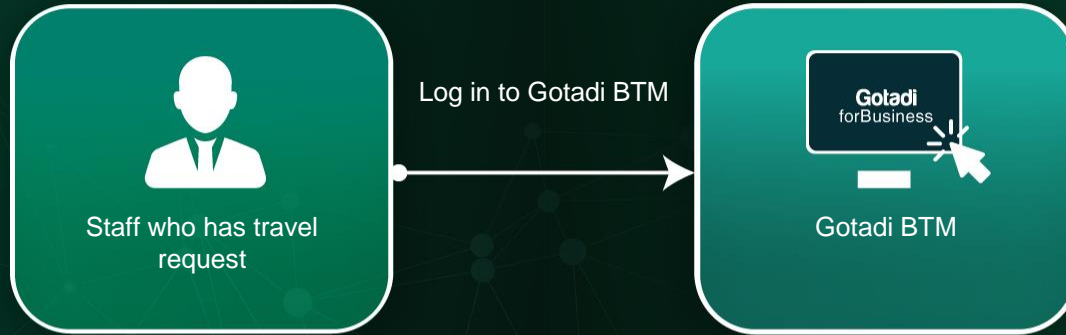 Staff who has travel
request
Log in to Gotadi BTM
Gotadi
forBusiness
Gotadi BTM